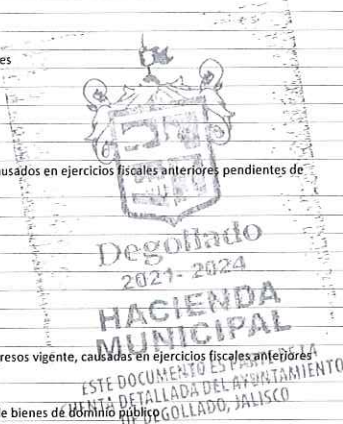 es
usados en ejercicios fiscales anteriores pendientes de
Degollado
2021-2024
HACIENDA
MUNICIPAL
resos vigente, causadas en ejercicios fiscales anteriores
ESTE DOCUMENTO ES PARTE DE LA
CUENTA DETALLADA DEL AYUNTAMIENTO
e bienes de dominio público
DE DEGOLLADO, JALISCO